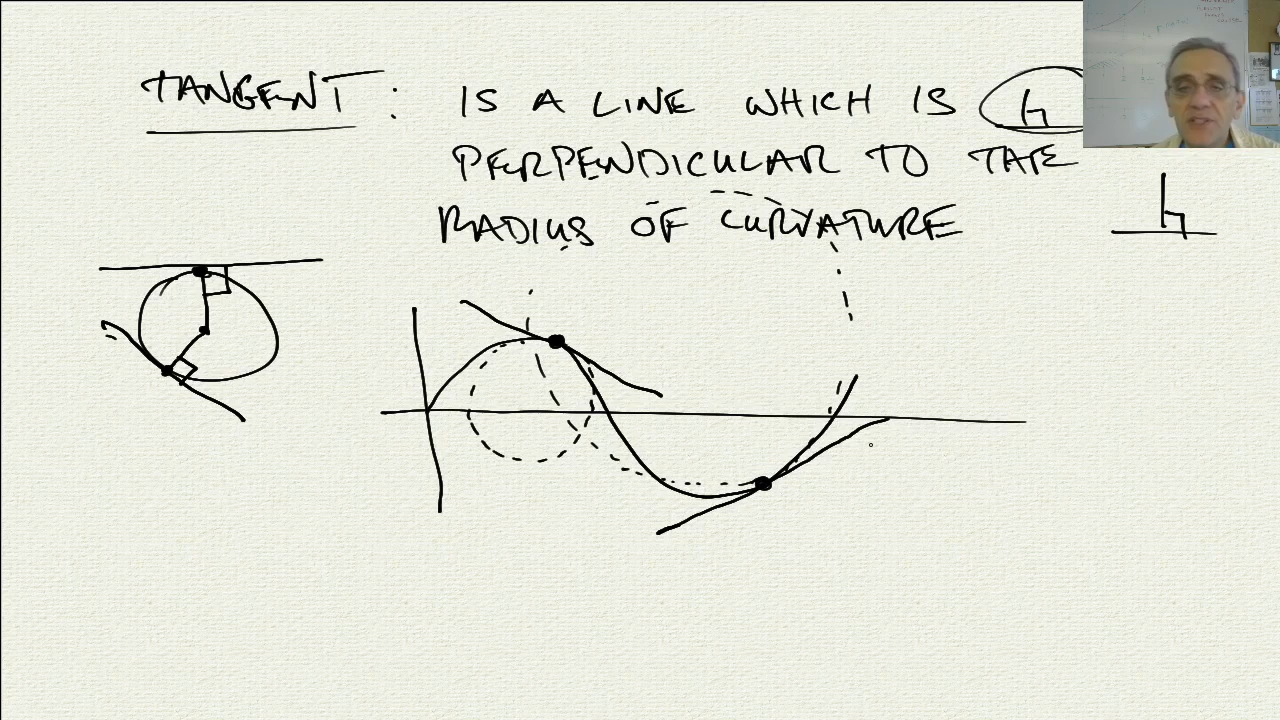 TANGENT : IS A LINE WHICH IS
PERPENDICULAR TO THE
RADIUS OF CURVATURE